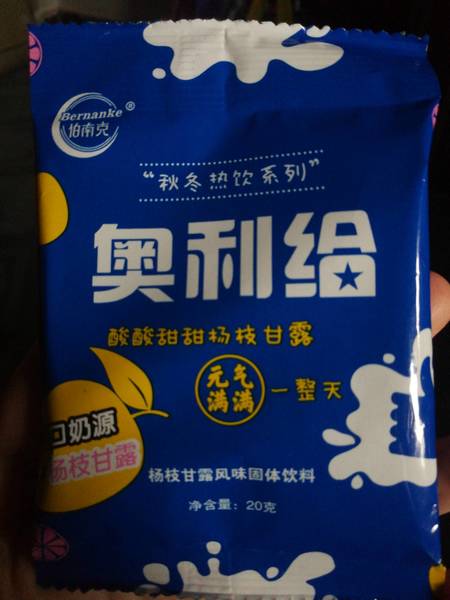 Bernanke®
伯南克
“秋冬热饮系列”
奥利给
酸酸甜甜杨枝甘露
元气
满满
一整天
口奶源
杨枝甘露
杨枝甘露风味固体饮料
净含量：20克